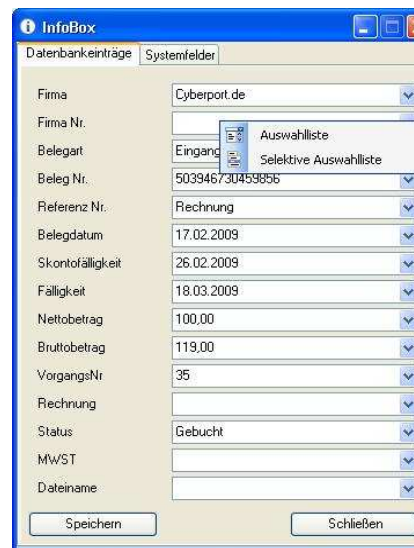 InfoBox
Datenbankeinträge Systemfelder
Firma Cyberport.de
Firma Nr.
Auswahlliste
Belegart Eingang
Selektive Auswahlliste
Beleg Nr. 503946730459856
Referenz Nr. Rechnung
Belegdatum 17.02.2009
Skontofälligkeit 26.02.2009
Fälligkeit 18.03.2009
Nettobetrag 100,00
Bruttobetrag 119,00
VorgangsNr 35
Rechnung
Status Gebucht
MWST
Dateiname
Speichern Schließen